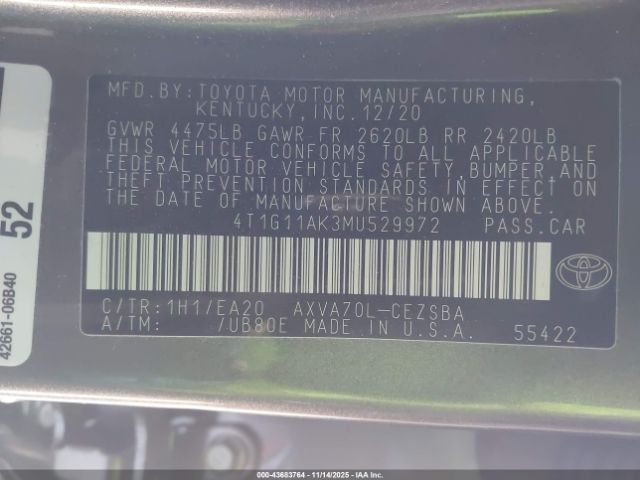 MFD.BY:TOYOTA MOTOR MANUFACTURING,
KENTUCKY, INC.12/20
GVWR 4475LB GAWR FR 2620LB RR 2420LB
THIS VEHICLE CONFORMS TO ALL APPLICABLE
FEDERAL MOTOR VEHICLE SAFETY,BUMPER,AND
THEFT PREVENTION STANDARDS IN EFFECT ON
THE DATE OF MANUFACTURE SHOWN ABOVE.
4T1G11AK3MU529972 PASS.CAR
C/TR:1H1/EA20 AXVA70L-CEZSBA
A/TM: /UB80E MADE IN U.S.A. 55422
52
42661-06B40
000-43683764 | 11/14/2025 | IAAI.COM